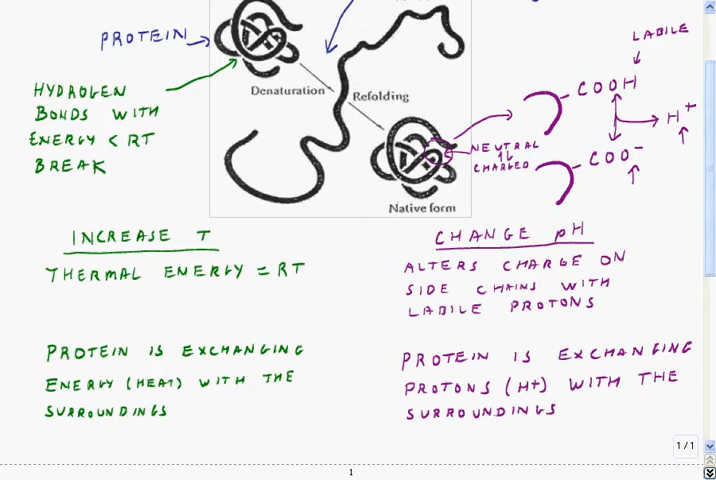 PROTEIN
HYDROGEN
BONDS WITH
ENERGY < RT
BREAK
Denaturation
Refolding
Native form
NEUTRAL
CHARGED
LABILE
COOH
H+
COO-
INCREASE T
THERMAL ENERGY = RT
PROTEIN IS EXCHANGING
ENERGY (HEAT) WITH THE
SURROUNDINGS
CHANGE pH
ALTERS CHARGE ON
SIDE CHAINS WITH
LABILE PROTONS
PROTEIN IS EXCHANGING
PROTONS (H+) WITH THE
SURROUNDINGS
1/1
1